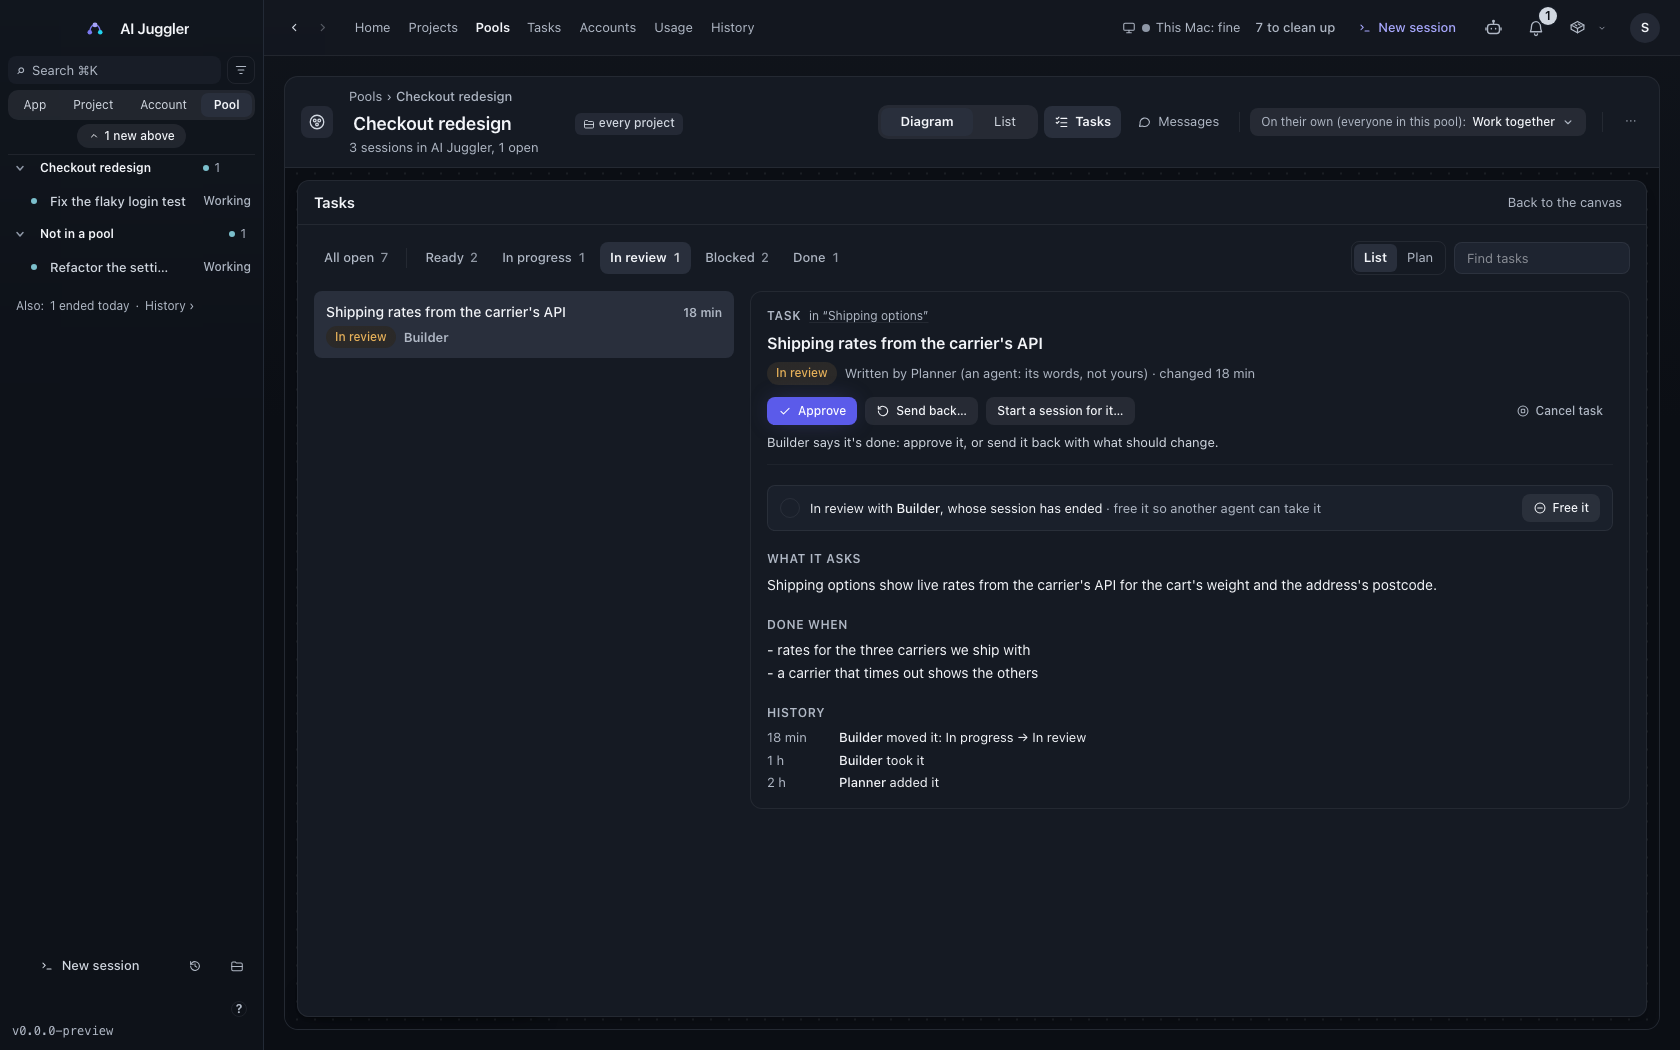 AI Juggler
Search ⌘K
App Project Account Pool
1 new above
Checkout redesign 1
Fix the flaky login test Working
Not in a pool 1
Refactor the setti... Working
Also: 1 ended today · History ›
New session
?
v0.0.0-preview
Home Projects Pools Tasks Accounts Usage History
This Mac: fine 7 to clean up New session 1 S
Pools › Checkout redesign
Checkout redesign every project
3 sessions in AI Juggler, 1 open
Diagram List Tasks Messages On their own (everyone in this pool): Work together ...
Tasks Back to the canvas
All open 7 Ready 2 In progress 1 In review 1 Blocked 2 Done 1 List Plan Find tasks
Shipping rates from the carrier's API 18 min
In review Builder
TASK in “Shipping options”
Shipping rates from the carrier's API
In review Written by Planner (an agent: its words, not yours) · changed 18 min
Approve Send back... Start a session for it... Cancel task
Builder says it's done: approve it, or send it back with what should change.
In review with Builder, whose session has ended · free it so another agent can take it Free it
WHAT IT ASKS
Shipping options show live rates from the carrier's API for the cart's weight and the address's postcode.
DONE WHEN
- rates for the three carriers we ship with
- a carrier that times out shows the others
HISTORY
18 min Builder moved it: In progress → In review
1 h Builder took it
2 h Planner added it